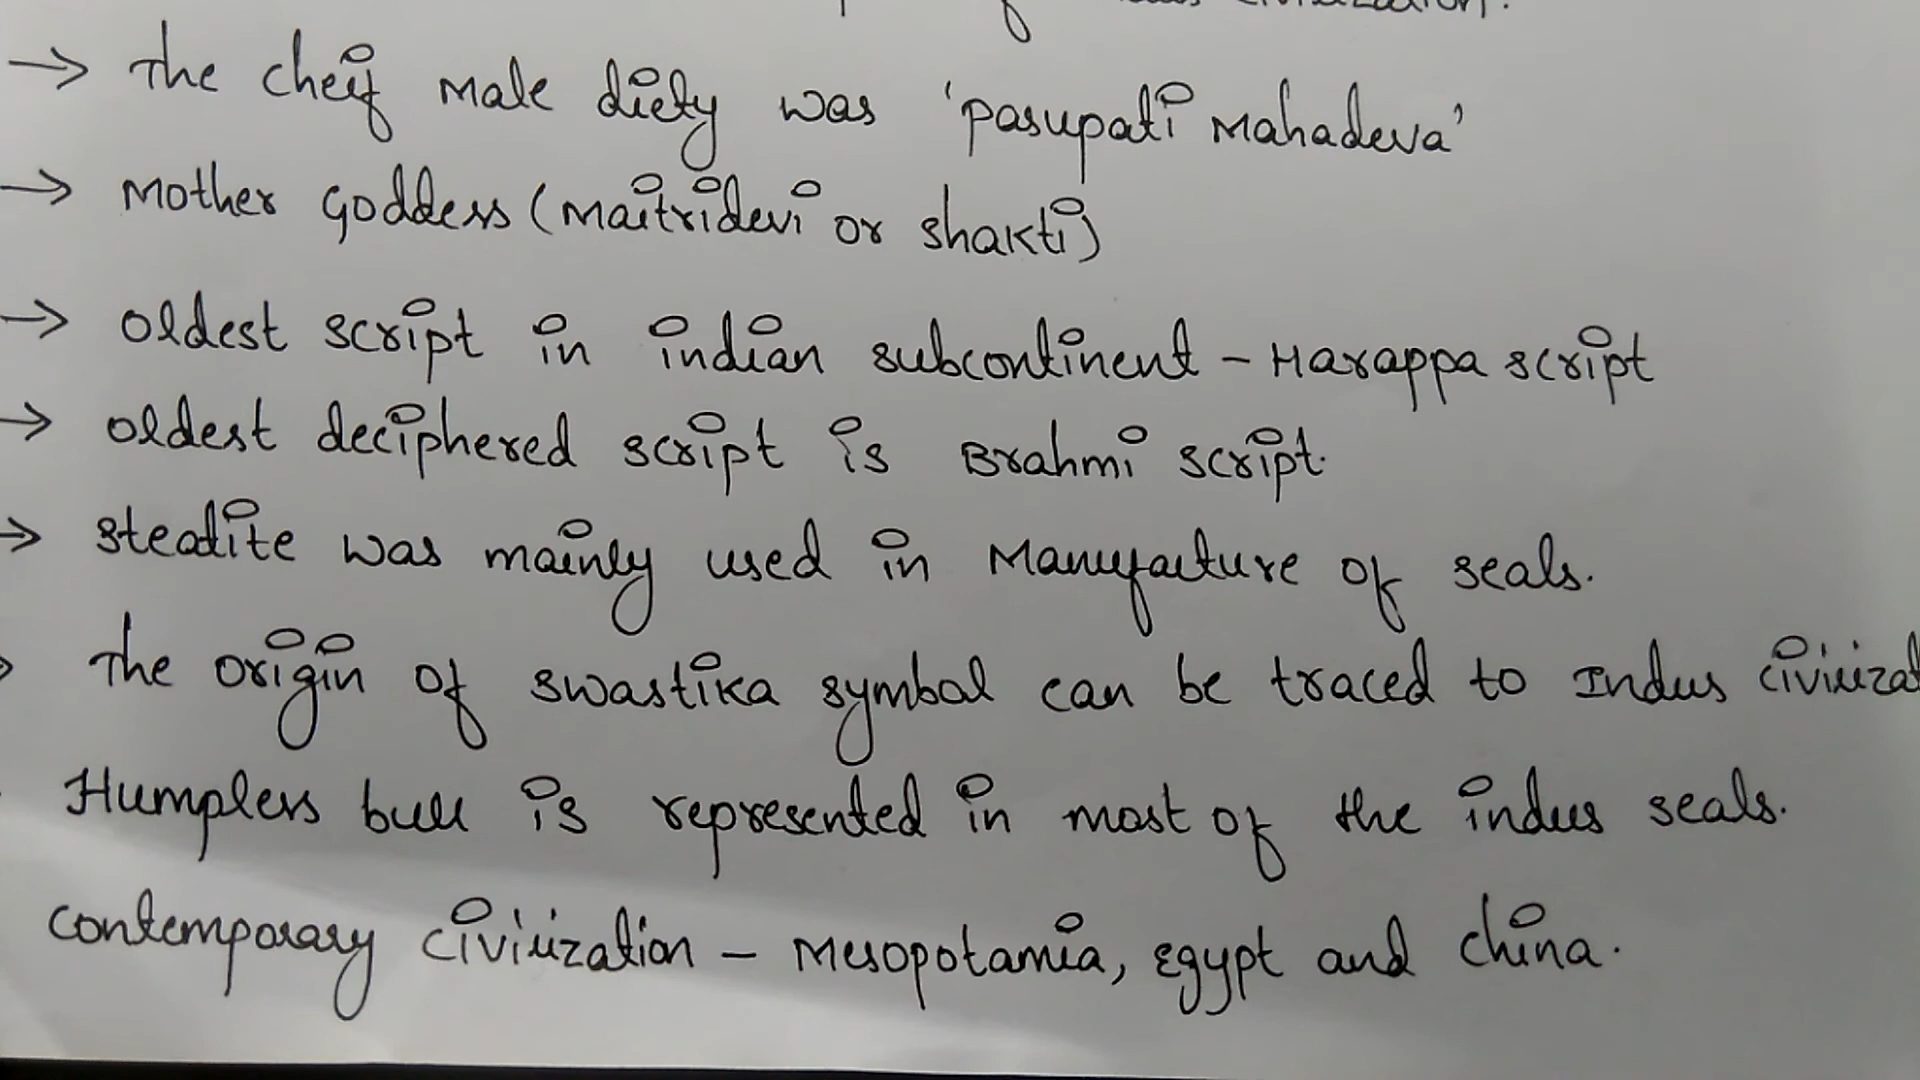 civilization.
→ The cheif male diety was 'pasupati Mahadeva'
→ Mother Goddess (Maitridevi or shakti)
→ oldest script in indian subcontinent - Harappa script
→ oldest deciphered script is Brahmi script.
→ steatite was mainly used in Manufacture of seals.
The origin of swastika symbol can be traced to Indus civilizat
Humpless bull is represented in most of the indus seals.
contemporary civilization - Mesopotamia, Egypt and china.